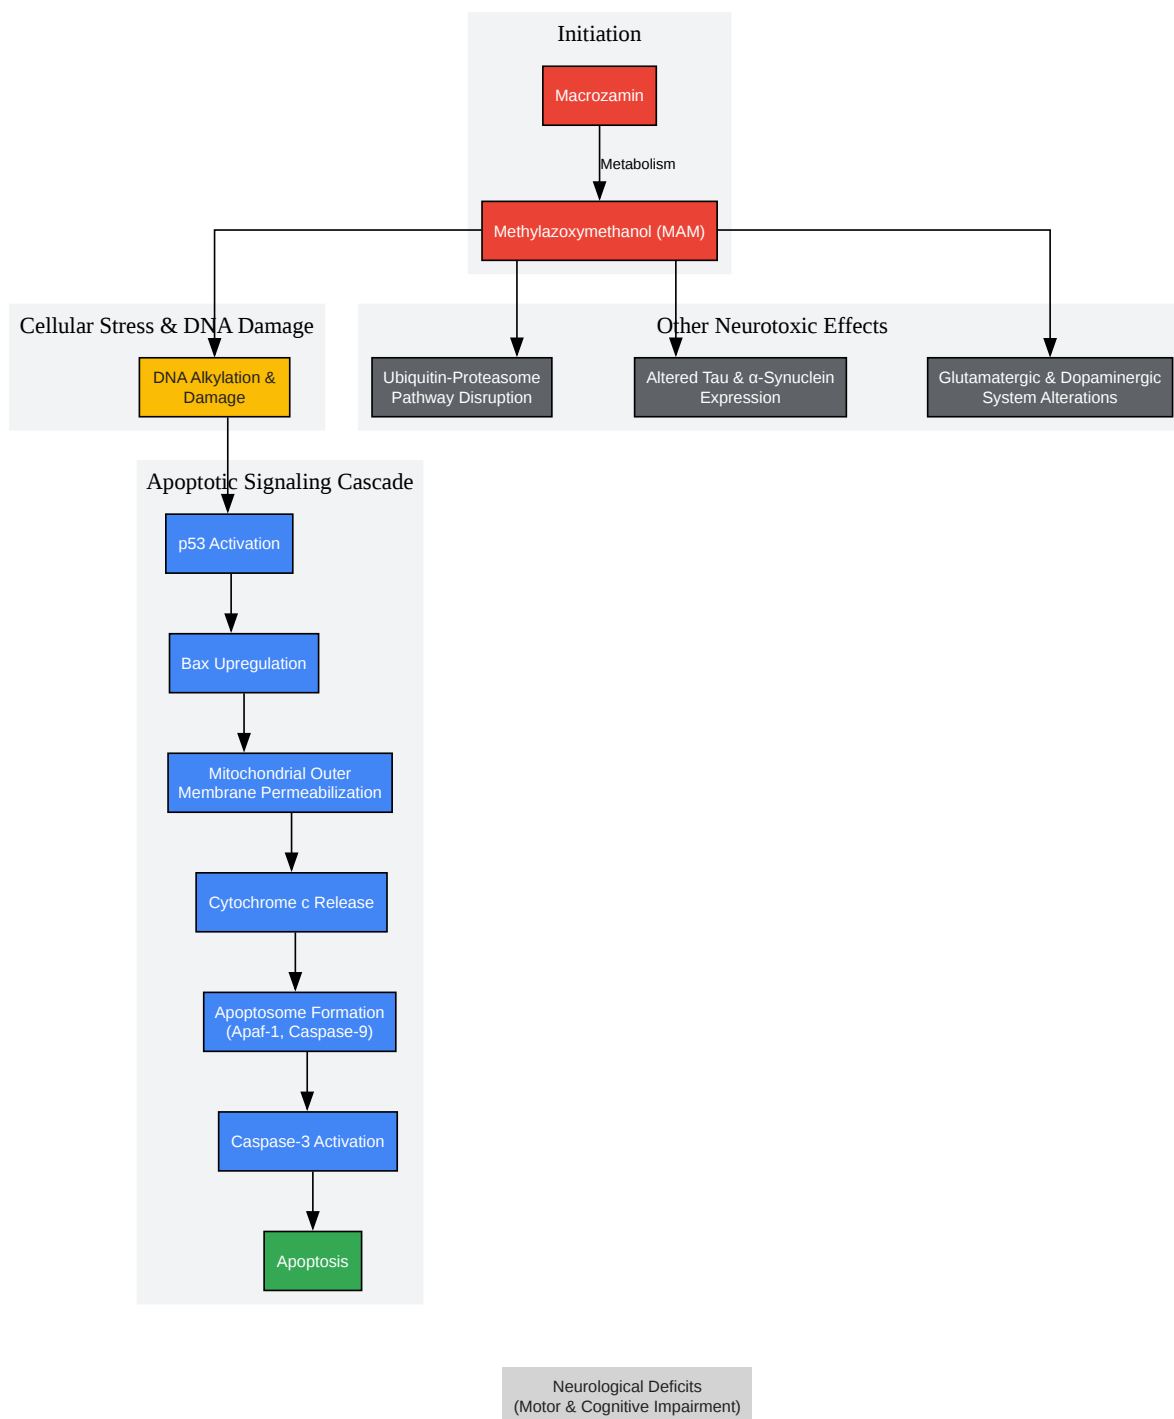 Initiation
Macrozamin
Metabolism
Methylazoxymethanol (MAM)
Cellular Stress & DNA Damage
DNA Alkylation &
Damage
Other Neurotoxic Effects
Ubiquitin-Proteasome
Pathway Disruption
Altered Tau & α-Synuclein
Expression
Glutamatergic & Dopaminergic
System Alterations
Apoptotic Signaling Cascade
p53 Activation
Bax Upregulation
Mitochondrial Outer
Membrane Permeabilization
Cytochrome c Release
Apoptosome Formation
(Apaf-1, Caspase-9)
Caspase-3 Activation
Apoptosis
Neurological Deficits
(Motor & Cognitive Impairment)